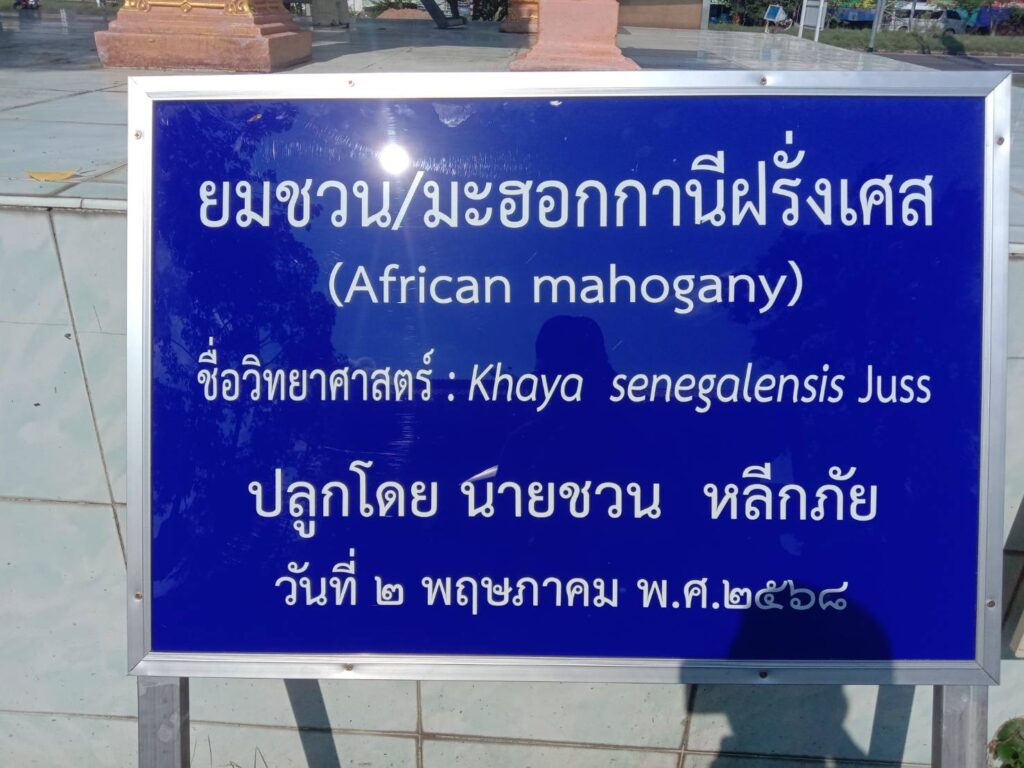 ยมชวน/มะฮอกกานีฝรั่งเศส
(African mahogany)
ชื่อวิทยาศาสตร์ : Khaya senegalensis Juss
ปลูกโดย นายชวน หลีกภัย
วันที่ ๒ พฤษภาคม พ.ศ.๒๕๖๘